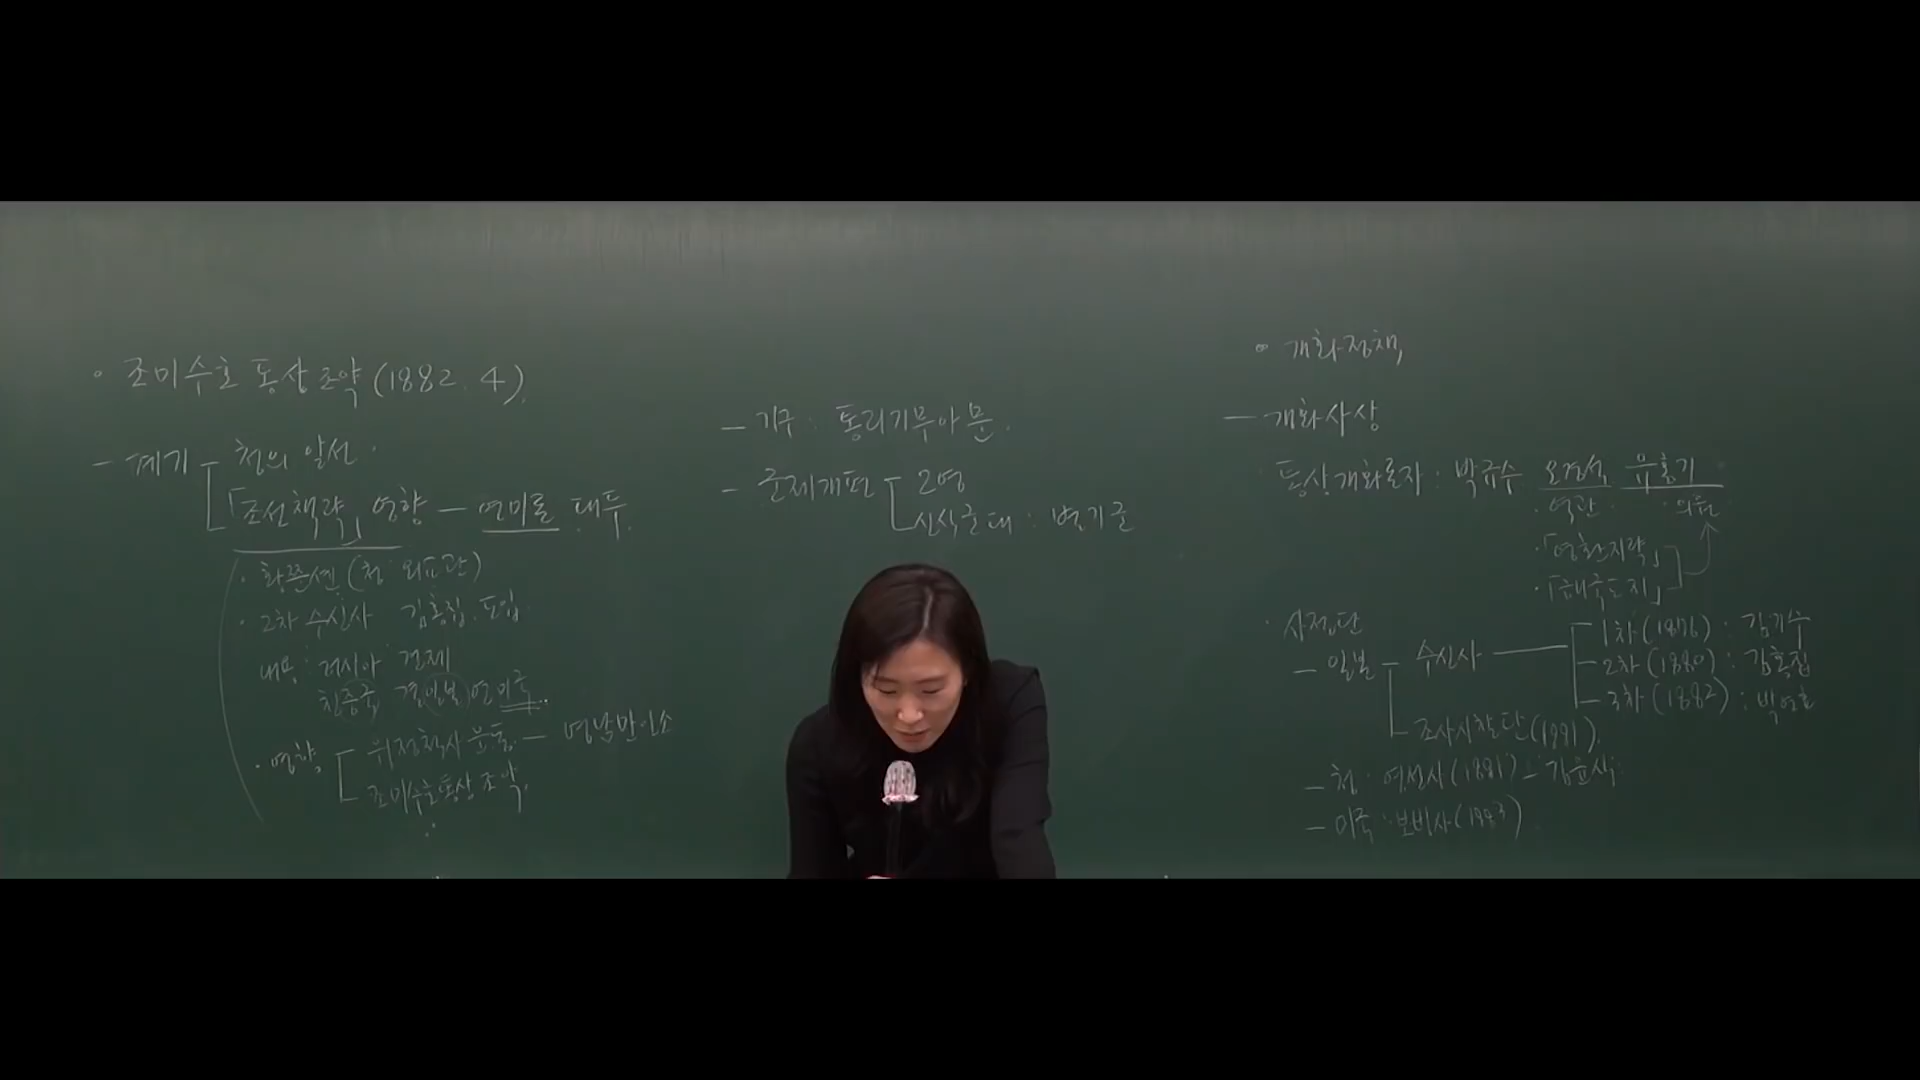 • 조미수호통상조약 (1882. 4).
- 계기 - 청의 알선.
「조선책략」 영향 - 연미론 대두.
· 황쭌셴 (청 외교관)
· 2차 수신사 김홍집. 도입
내용 : 러시아 견제
친중국 결일본 연미국..
· 영향. 위정척사 운동. - 영남만인소
조미수호통상조약.
- 기구 : 통리기무아문.
- 군제개편 2영
신식군대 : 별기군
• 개화정책,
- 개화사상
· 통상개화론자 : 박규수 오경석 유홍기
· 역관 · 의원
·「영환지략」
·「해국도지」
· 사절단
- 일본 - 수신사 - 1차 (1876) : 김기수
2차 (1880) : 김홍집
3차 (1882) : 박영효
조사시찰단 (1881).
- 청 : 영선사 (1881) - 김윤식.
- 미국 : 보빙사 (1883)